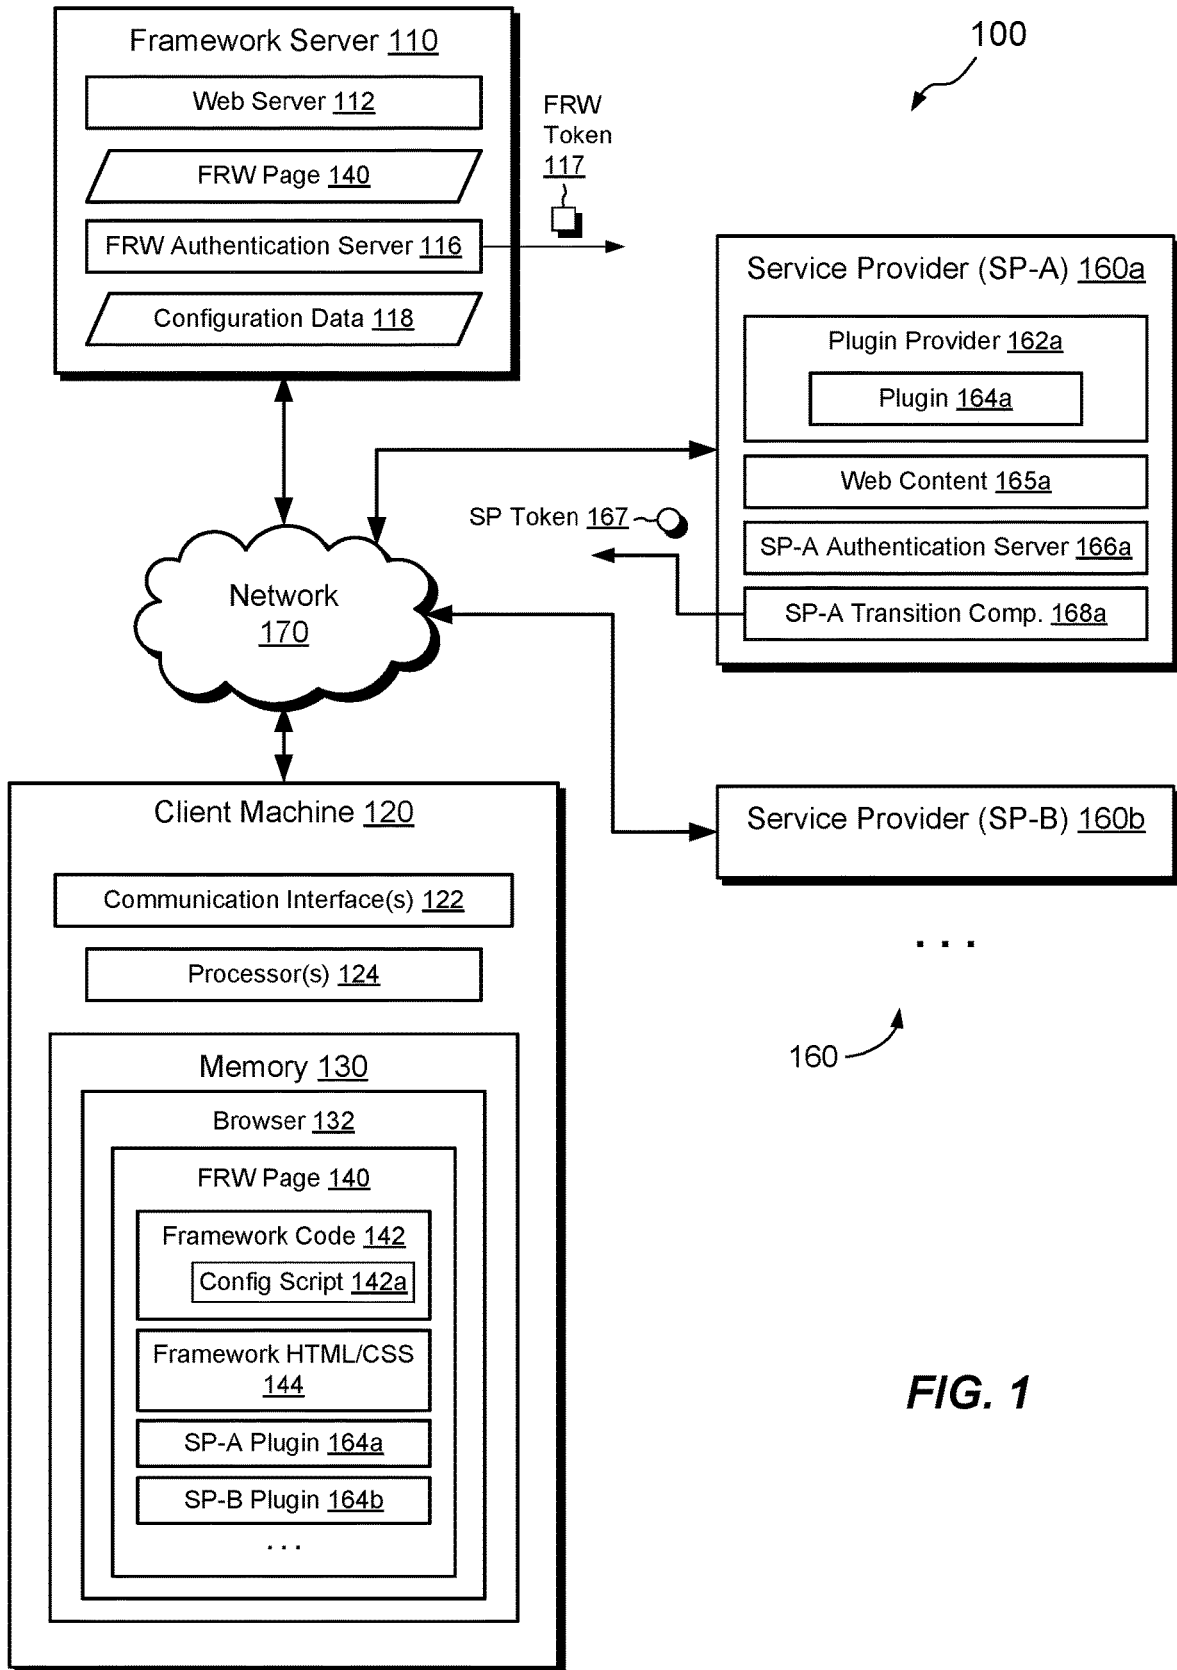 Framework Server 110
Web Server 112
FRW Page 140
FRW Authentication Server 116
Configuration Data 118
FRW
Token
117
100
Service Provider (SP-A) 160a
Plugin Provider 162a
Plugin 164a
Web Content 165a
SP-A Authentication Server 166a
SP-A Transition Comp. 168a
SP Token 167
Network
170
Service Provider (SP-B) 160b
. . .
160
Client Machine 120
Communication Interface(s) 122
Processor(s) 124
Memory 130
Browser 132
FRW Page 140
Framework Code 142
Config Script 142a
Framework HTML/CSS
144
SP-A Plugin 164a
SP-B Plugin 164b
. . .
FIG. 1